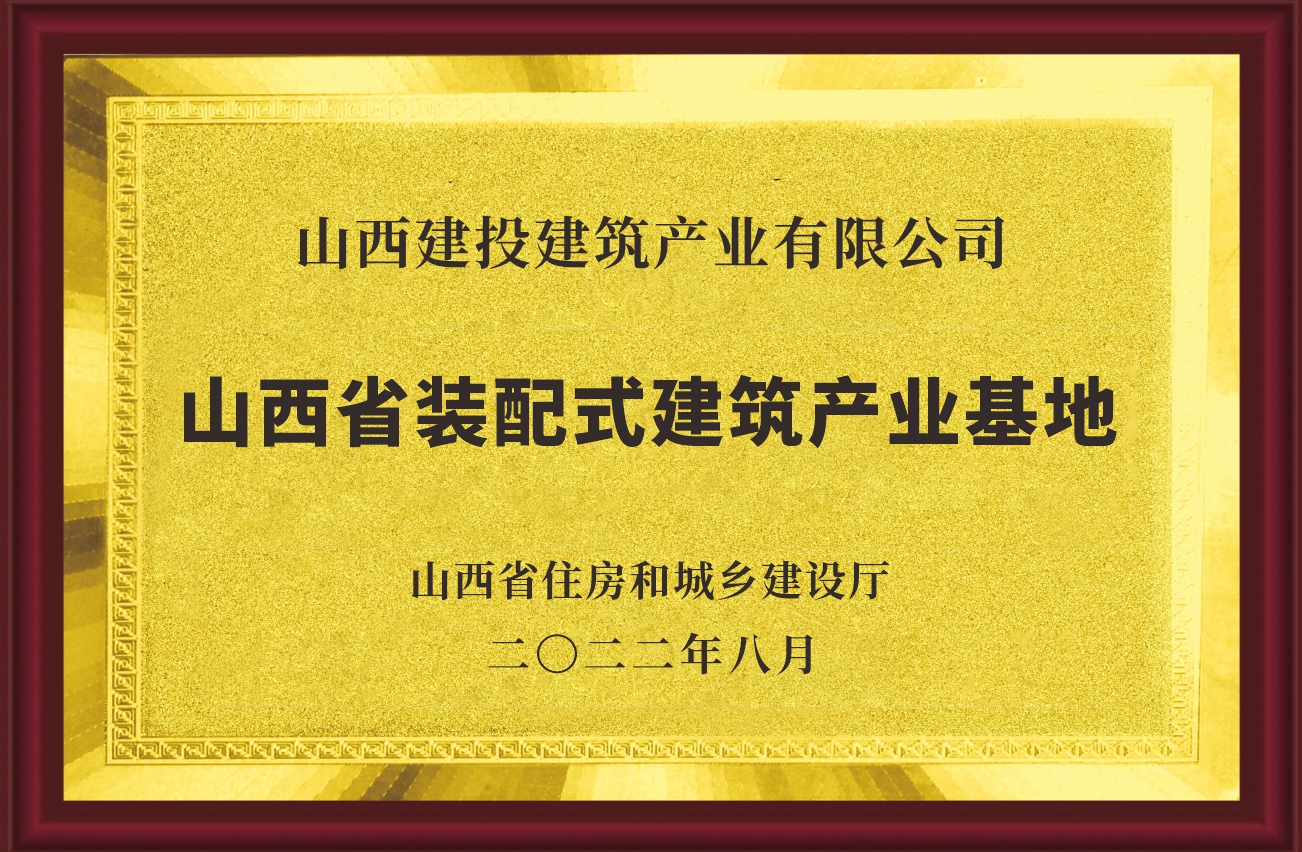 山西建投建筑产业有限公司
山西省装配式建筑产业基地
山西省住房和城乡建设厅
二〇二二年八月